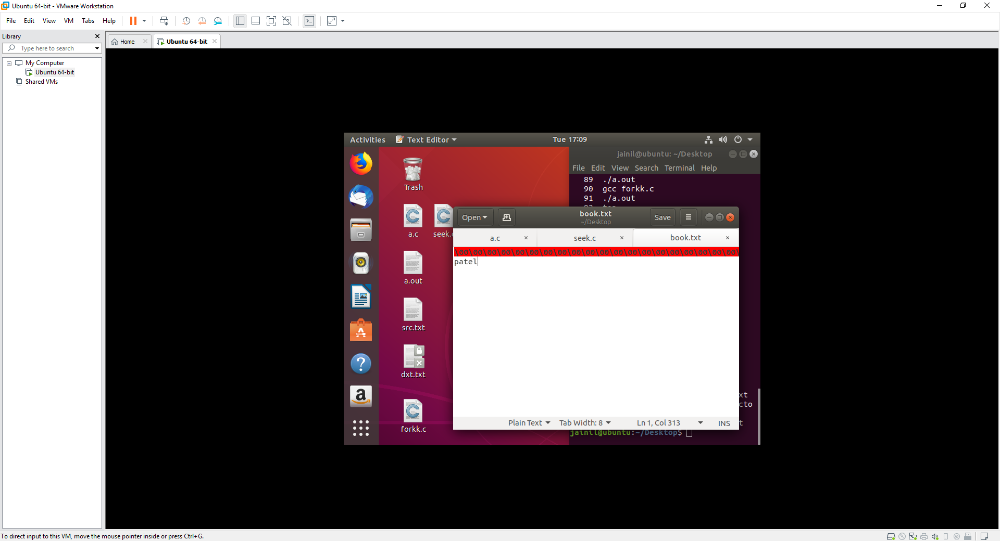 Ubuntu 64-bit - VMware Workstation
File Edit View VM Tabs Help
Library
Type here to search
My Computer
Ubuntu 64-bit
Shared VMs
Home
Ubuntu 64-bit
Activities Text Editor Tue 17:09
jainil@ubuntu: ~/Desktop
File Edit View Search Terminal Help
89 ./a.out
90 gcc forkk.c
91 ./a.out
Trash
a.c
seek.
a.out
src.txt
dxt.txt
forkk.c
Open
book.txt
~/Desktop
Save
a.c
seek.c
book.txt
\00\00\00\00\00\00\00\00\00\00\00\00\00\00\00\00\00\00\00\00\
patel
Plain Text Tab Width: 8 Ln 1, Col 313 INS
xt
cto
t
jainil@ubuntu:~/Desktop$
To direct input to this VM, move the mouse pointer inside or press Ctrl+G.